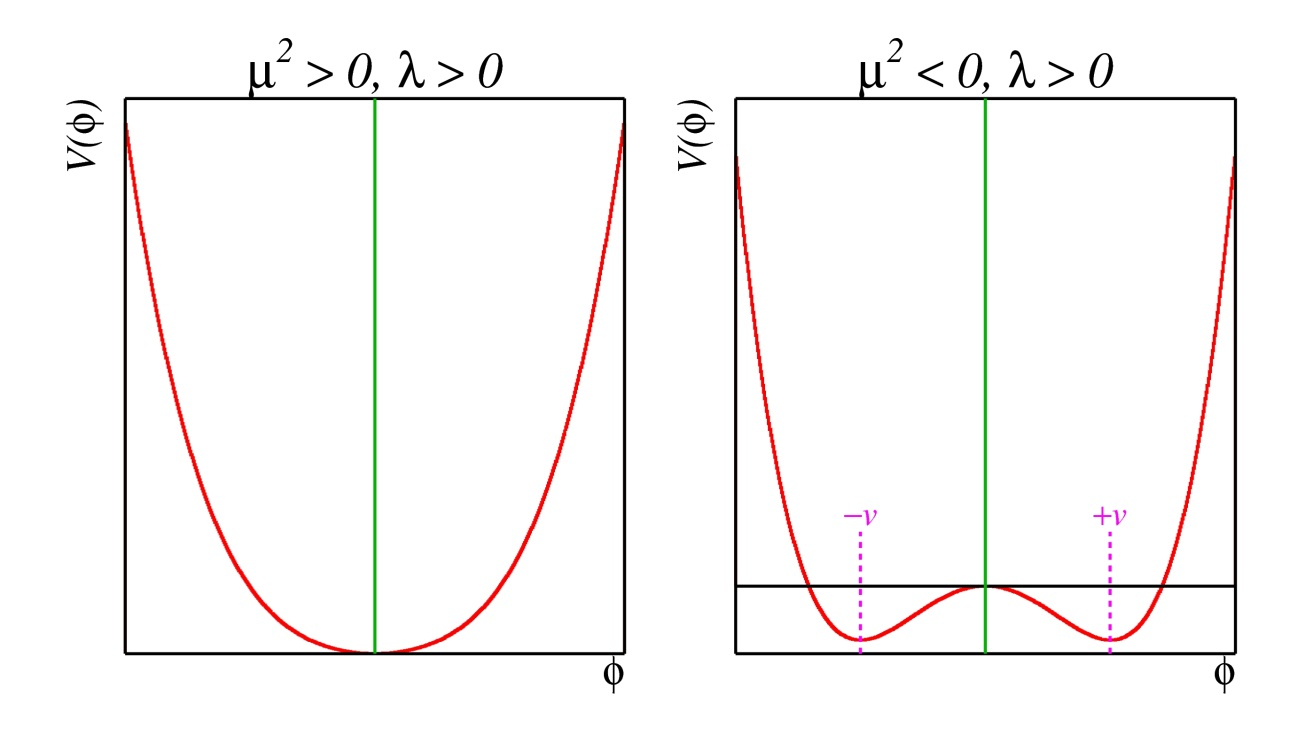 μ² > 0, λ > 0
V(ϕ)
ϕ
μ² < 0, λ > 0
V(ϕ)
−v
+v
ϕ